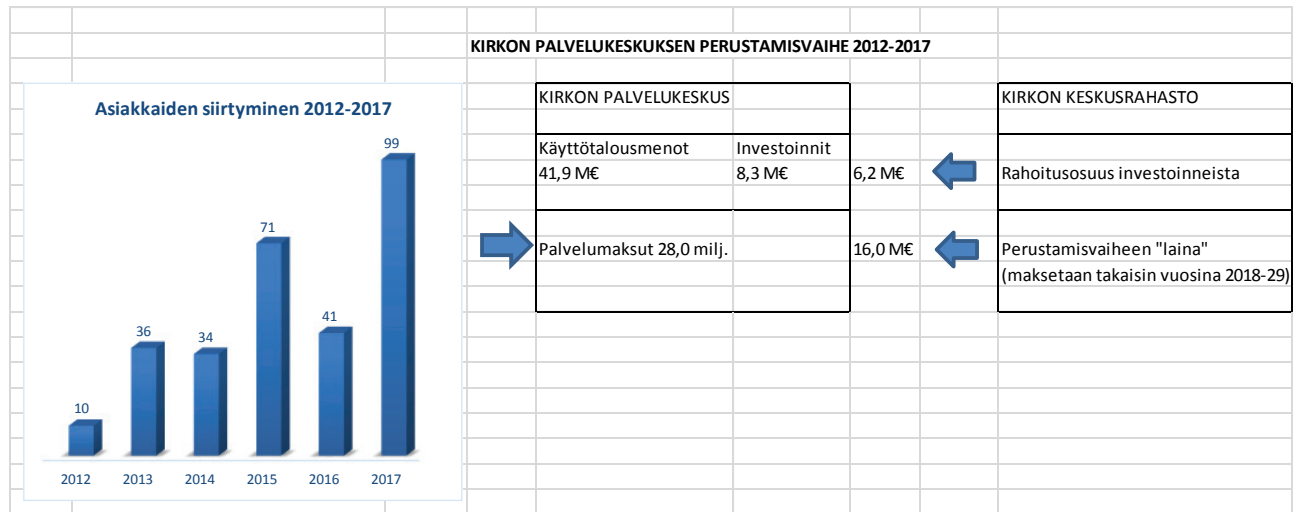 KIRKON PALVELUKESKUKSEN PERUSTAMISVAIHE 2012-2017
Asiakkaiden siirtyminen 2012-2017
99
71
41
36
34
10
2012 2013 2014 2015 2016 2017
KIRKON PALVELUKESKUS
Käyttötalousmenot Investoinnit
41,9 M€ 8,3 M€ 6,2 M€
Palvelumaksut 28,0 milj. 16,0 M€
KIRKON KESKUSRAHASTO
Rahoitusosuus investoinneista
Perustamisvaiheen "laina"
(maksetaan takaisin vuosina 2018-29)